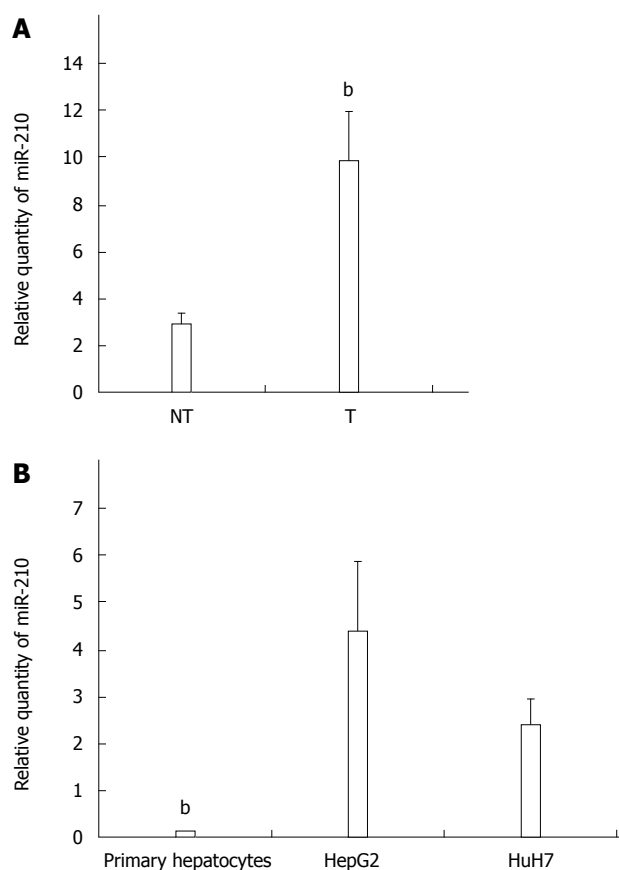 A
Relative quantity of miR-210
14
12
10
8
6
4
2
0
b
NT
T
B
Relative quantity of miR-210
7
6
5
4
3
2
1
0
b
Primary hepatocytes
HepG2
HuH7